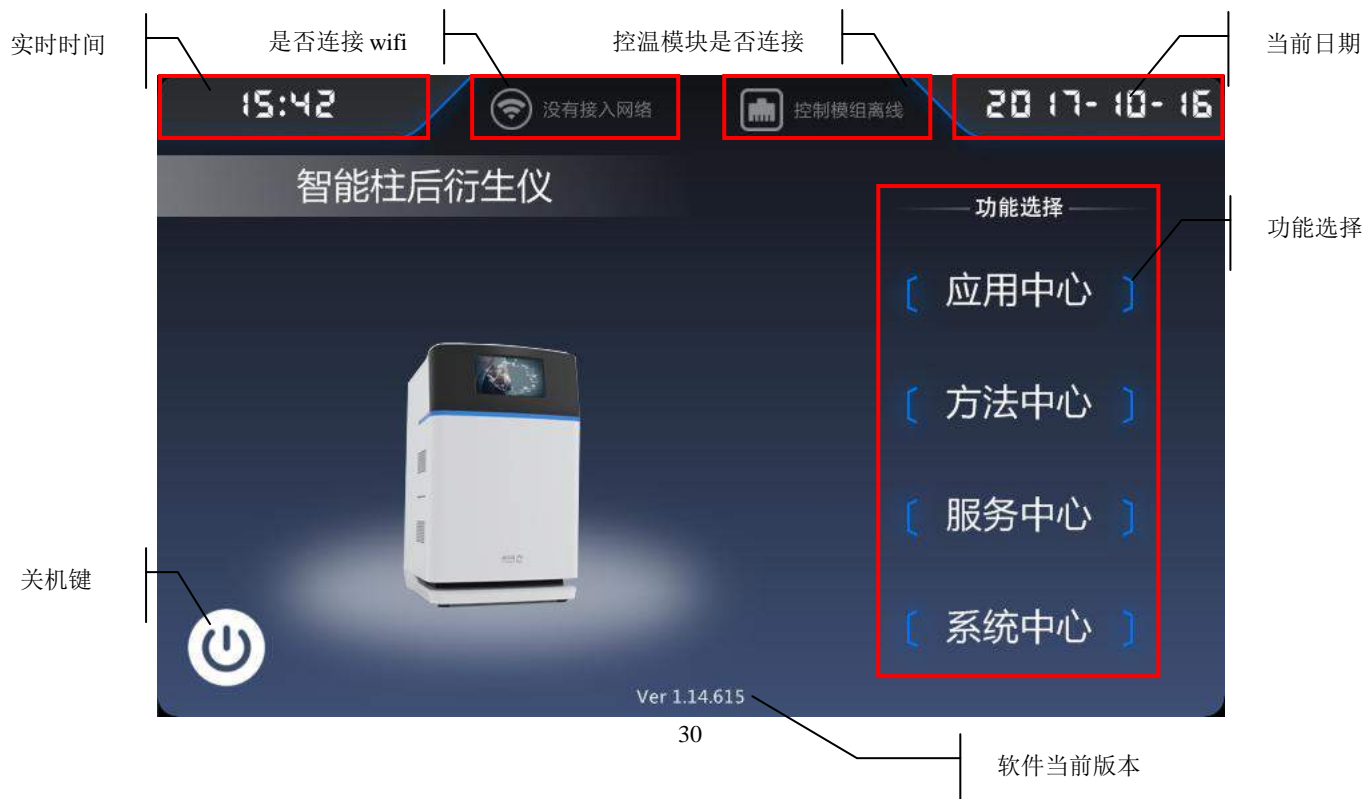 实时时间
是否连接 wifi
控温模块是否连接
当前日期
15:42
没有接入网络
控制模组离线
2017-10-16
智能柱后衍生仪
功能选择
功能选择
应用中心
方法中心
服务中心
关机键
系统中心
Ver 1.14.615
30
软件当前版本